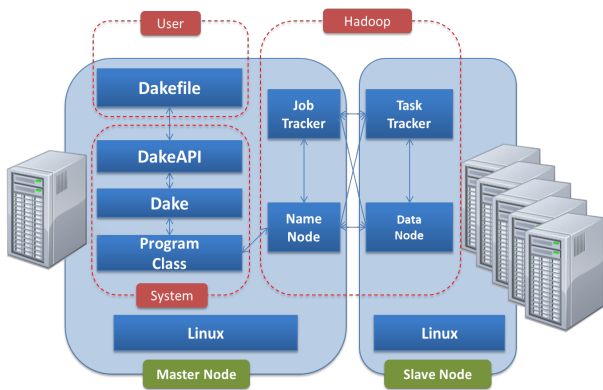 User
Hadoop
Dakefile
Job
Tracker
Task
Tracker
DakeAPI
Dake
Name
Node
Data
Node
Program
Class
System
Linux
Linux
Master Node
Slave Node